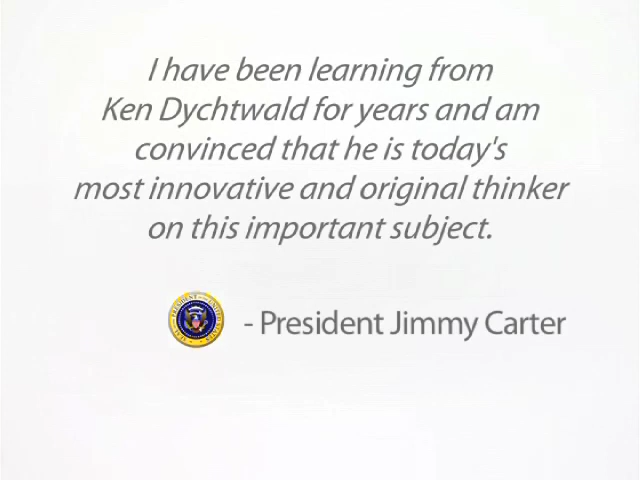 I have been learning from
Ken Dychtwald for years and am
convinced that he is today's
most innovative and original thinker
on this important subject.
- President Jimmy Carter